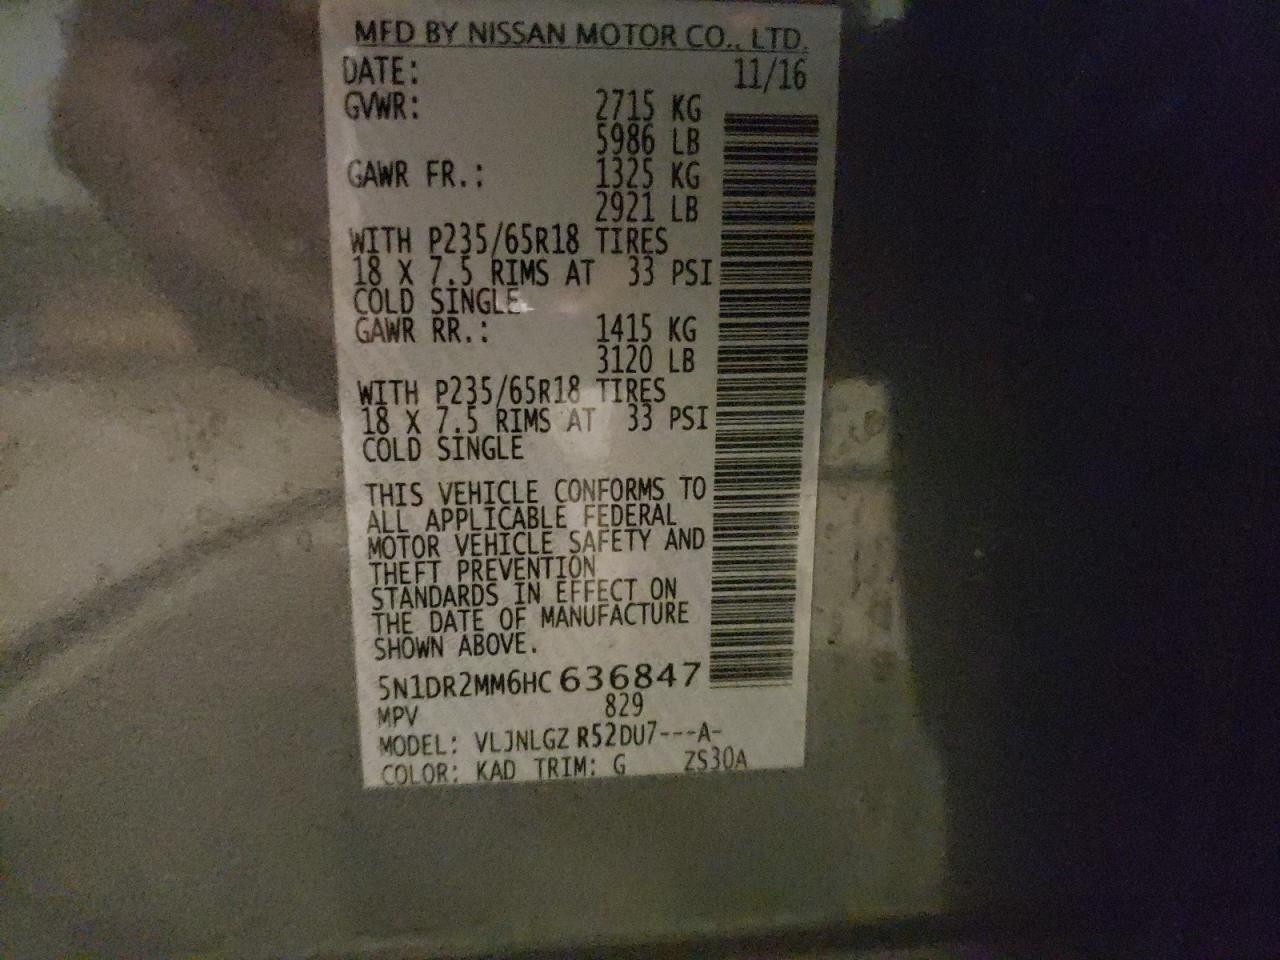 MFD BY NISSAN MOTOR CO., LTD.
DATE: 11/16
GVWR: 2715 KG
5986 LB
GAWR FR.: 1325 KG
2921 LB
WITH P235/65R18 TIRES
18 X 7.5 RIMS AT 33 PSI
COLD SINGLE
GAWR RR.: 1415 KG
3120 LB
WITH P235/65R18 TIRES
18 X 7.5 RIMS AT 33 PSI
COLD SINGLE
THIS VEHICLE CONFORMS TO
ALL APPLICABLE FEDERAL
MOTOR VEHICLE SAFETY AND
THEFT PREVENTION
STANDARDS IN EFFECT ON
THE DATE OF MANUFACTURE
SHOWN ABOVE.
5N1DR2MM6HC636847
MPV 829
MODEL: VLJNLGZ R52DU7---A-
COLOR: KAD TRIM: G ZS30A